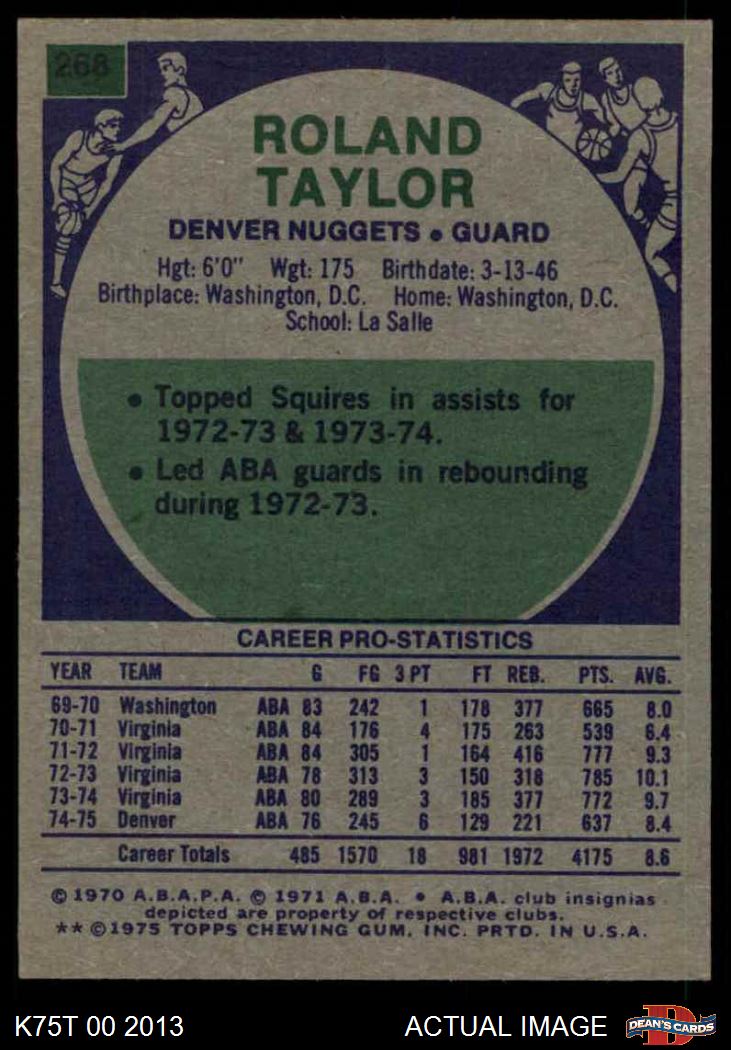 268
ROLAND
TAYLOR
DENVER NUGGETS • GUARD
Hgt: 6'0" Wgt: 175 Birthdate: 3-13-46
Birthplace: Washington, D.C. Home: Washington, D.C.
School: La Salle
• Topped Squires in assists for
1972-73 & 1973-74.
• Led ABA guards in rebounding
during 1972-73.
CAREER PRO-STATISTICS
YEAR TEAM G FG 3 PT FT REB. PTS. AVG.
69-70 Washington ABA 83 242 1 178 377 665 8.0
70-71 Virginia ABA 84 176 4 175 263 539 6.4
71-72 Virginia ABA 84 305 1 164 416 777 9.3
72-73 Virginia ABA 78 313 3 150 318 785 10.1
73-74 Virginia ABA 80 289 3 185 377 772 9.7
74-75 Denver ABA 76 245 6 129 221 637 8.4
Career Totals 485 1570 18 981 1972 4175 8.6
© 1970 A.B.A.P.A. © 1971 A.B.A. • A.B.A. club insignias
depicted are property of respective clubs.
** ©1975 TOPPS CHEWING GUM, INC. PRTD. IN U.S.A.
K75T 00 2013 ACTUAL IMAGE DEAN'S CARDS